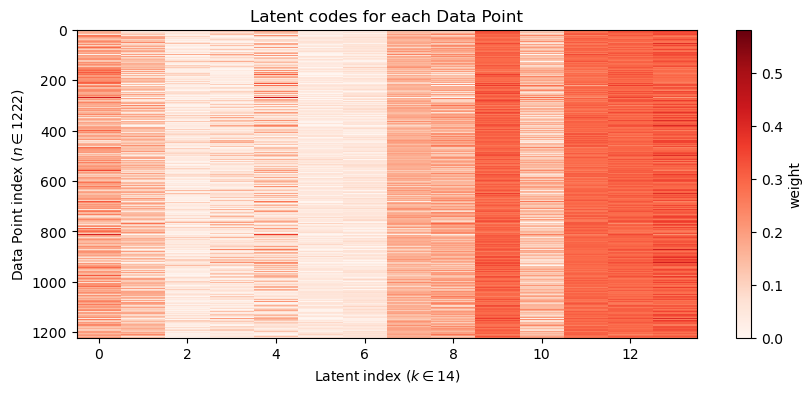 Latent codes for each Data Point
0
200
400
600
800
1000
1200
Data Point index (n ∈ 1222)
0 2 4 6 8 10 12
Latent index (k ∈ 14)
0.5
0.4
0.3
0.2
0.1
0.0
weight